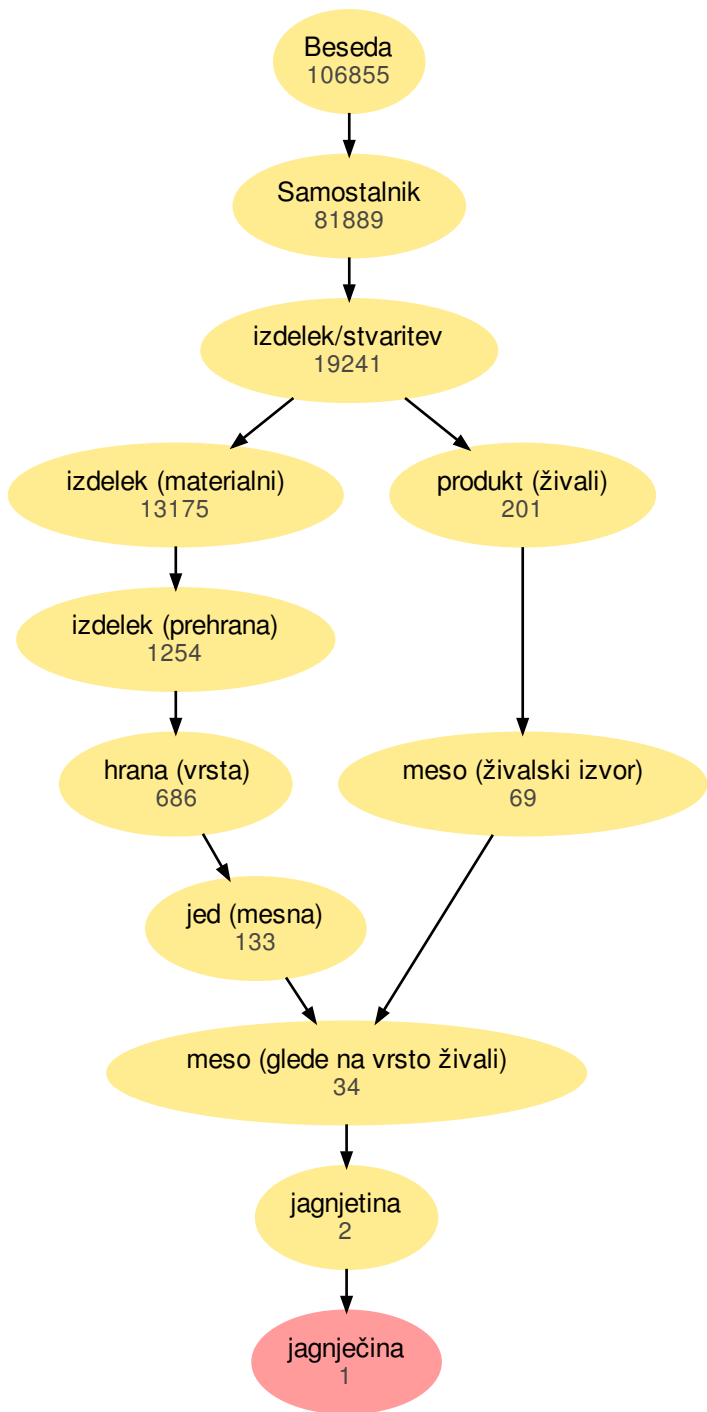 Beseda
106855
Samostalnik
81889
izdelek/stvaritev
19241
izdelek (materialni)
13175
produkt (živali)
201
izdelek (prehrana)
1254
hrana (vrsta)
686
meso (živalski izvor)
69
jed (mesna)
133
meso (glede na vrsto živali)
34
jagnjetina
2
jagnječina
1